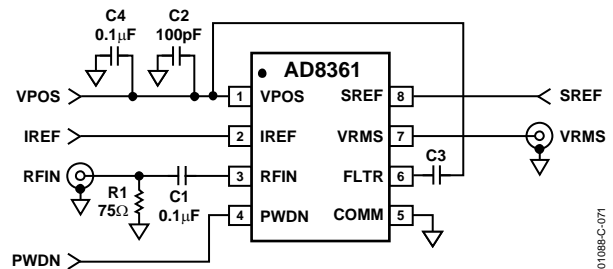 C4
0.1μF
C2
100pF
AD8361
VPOS
1
VPOS
SREF
8
SREF
IREF
2
IREF
VRMS
7
VRMS
RFIN
3
RFIN
FLTR
6
C3
R1
75Ω
C1
0.1μF
4
PWDN
COMM
5
PWDN
01088-C-071